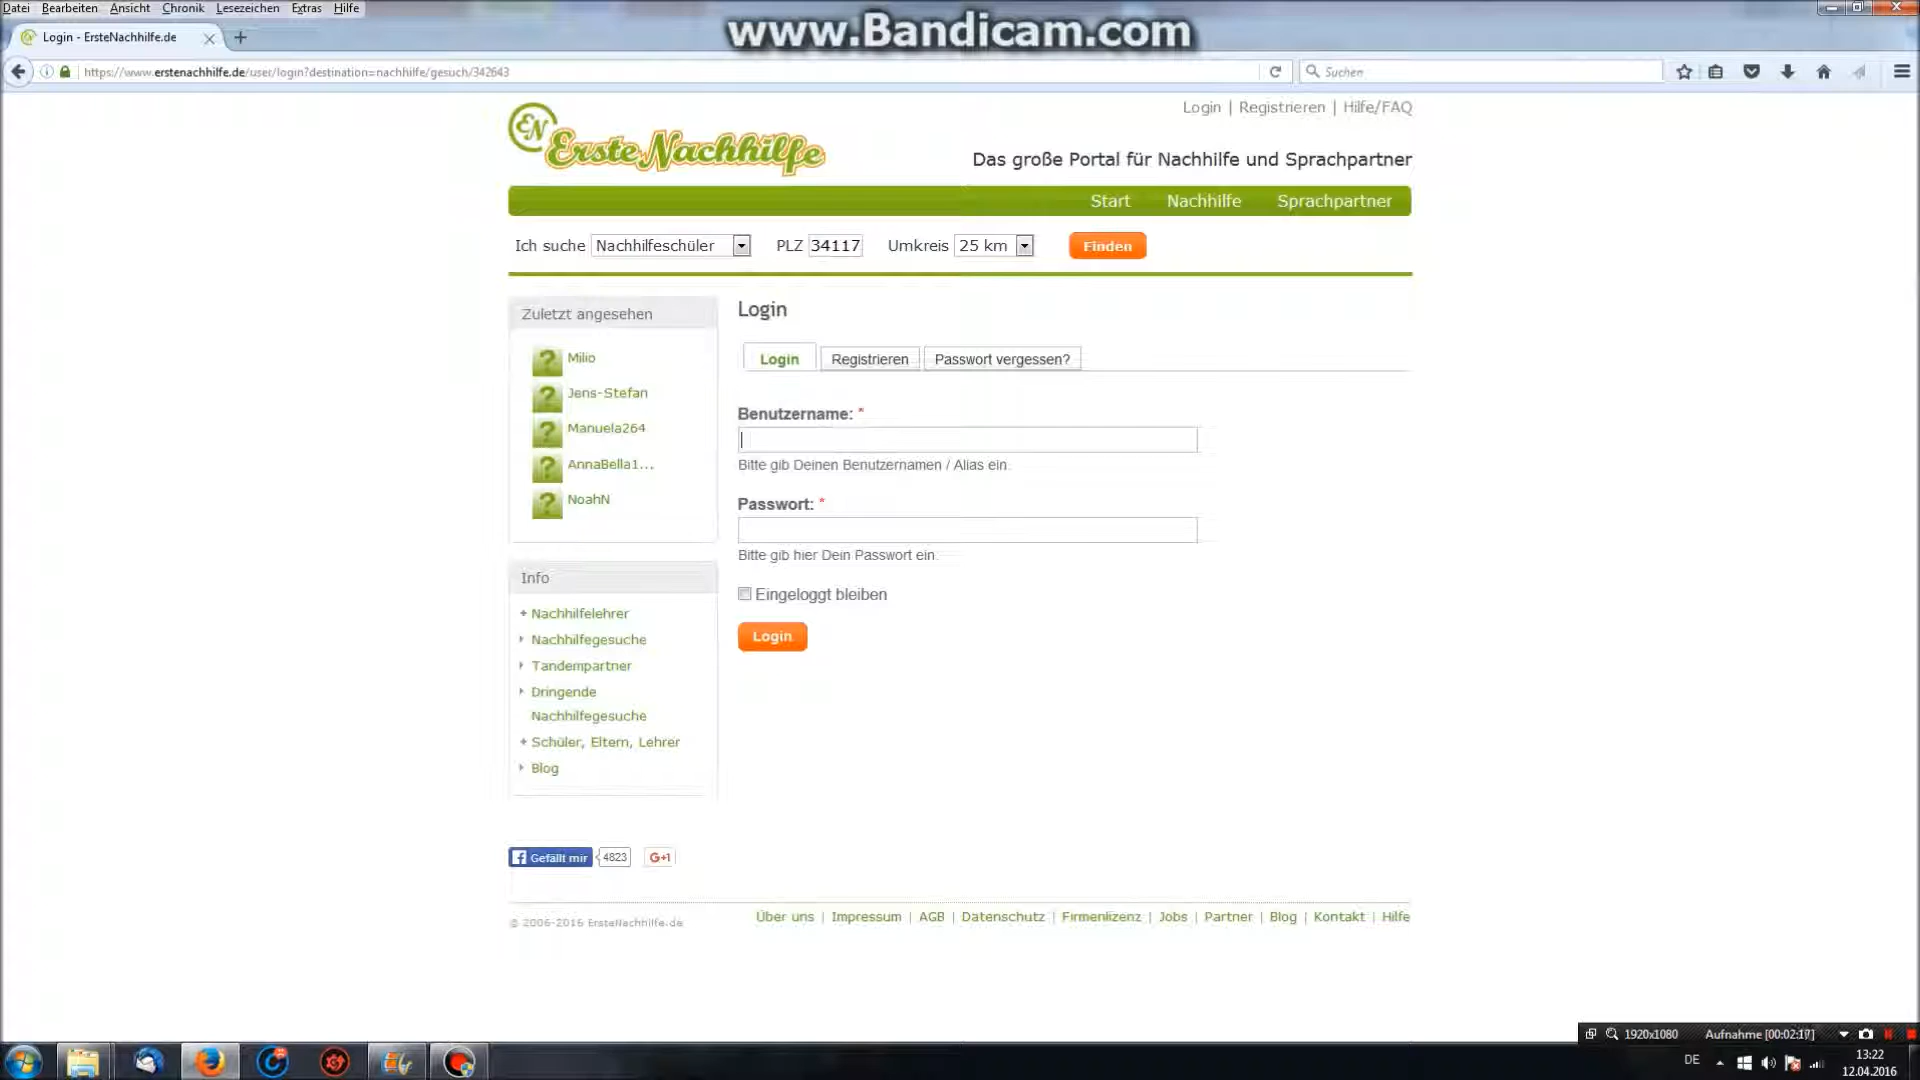 Datei Bearbeiten Ansicht Chronik Lesezeichen Extras Hilfe
www.Bandicam.com
Login - ErsteNachhilfe.de
https://www.erstenachhilfe.de/user/login?destination=nachhilfe/gesuch/342643
Suchen
Login | Registrieren | Hilfe/FAQ
EN Erste Nachhilfe
Das große Portal für Nachhilfe und Sprachpartner
Start Nachhilfe Sprachpartner
Ich suche Nachhilfeschüler PLZ 34117 Umkreis 25 km Finden
Zuletzt angesehen
Milio
Jens-Stefan
Manuela264
AnnaBella1...
NoahN
Info
Nachhilfelehrer
Nachhilfegesuche
Tandempartner
Dringende
Nachhilfegesuche
Schüler, Eltern, Lehrer
Blog
Login
Login Registrieren Passwort vergessen?
Benutzername: *
Bitte gib Deinen Benutzernamen / Alias ein.
Passwort: *
Bitte gib hier Dein Passwort ein.
Eingeloggt bleiben
Login
Gefällt mir 4823 G+1
© 2006-2016 ErsteNachhilfe.de
Über uns | Impressum | AGB | Datenschutz | Firmenlizenz | Jobs | Partner | Blog | Kontakt | Hilfe
1920x1080 Aufnahme [00:02:17]
DE
13:22
12.04.2016